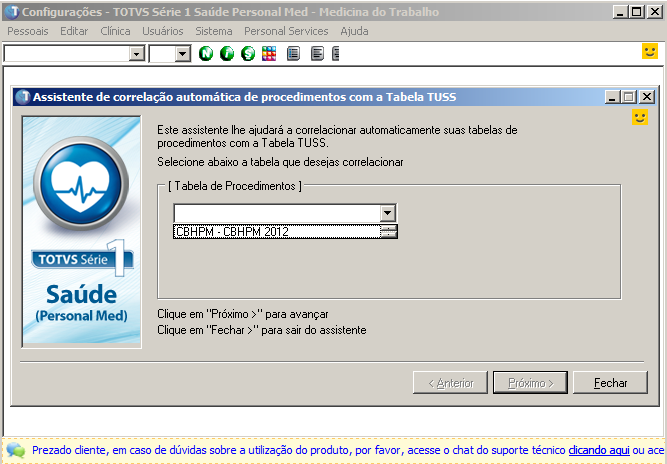 Configurações - TOTVS Série 1 Saúde Personal Med - Medicina do Trabalho
Pessoais Editar Clínica Usuários Sistema Personal Services Ajuda
N I S
Assistente de correlação automática de procedimentos com a Tabela TUSS
Este assistente lhe ajudará a correlacionar automaticamente suas tabelas de
procedimentos com a Tabela TUSS.
Selecione abaixo a tabela que desejas correlacionar
[ Tabela de Procedimentos ]
CBHPM - CBHPM 2012
TOTVS Série 1
Saúde
(Personal Med)
Clique em "Próximo >" para avançar
Clique em "Fechar >" para sair do assistente
< Anterior Próximo > Fechar
Prezado cliente, em caso de dúvidas sobre a utilização do produto, por favor, acesse o chat do suporte técnico clicando aqui ou ace